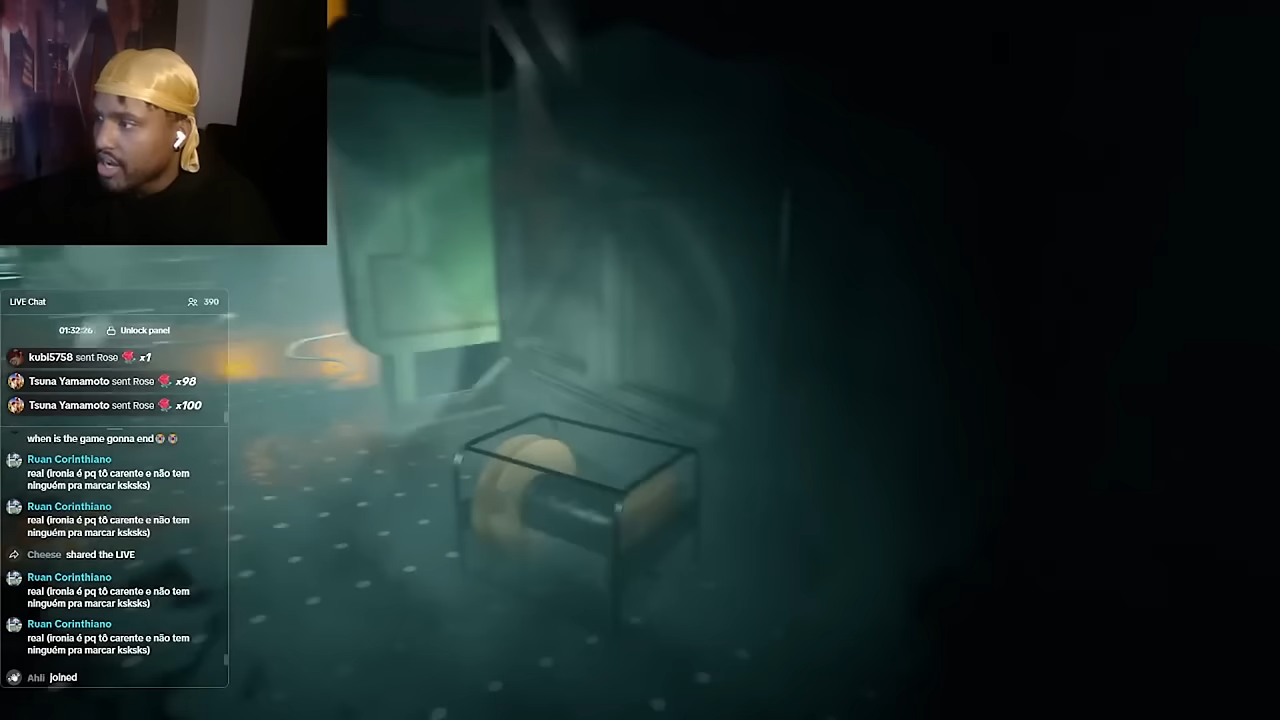 LIVE Chat 390
01:32:26 Unlock panel
kubi5758 sent Rose x1
Tsuna Yamamoto sent Rose x98
Tsuna Yamamoto sent Rose x100
when is the game gonna end
Ruan Corinthiano
real (ironia é pq tô carente e não tem
ninguém pra marcar ksksks)
Ruan Corinthiano
real (ironia é pq tô carente e não tem
ninguém pra marcar ksksks)
Cheese shared the LIVE
Ruan Corinthiano
real (ironia é pq tô carente e não tem
ninguém pra marcar ksksks)
Ruan Corinthiano
real (ironia é pq tô carente e não tem
ninguém pra marcar ksksks)
Ahli joined